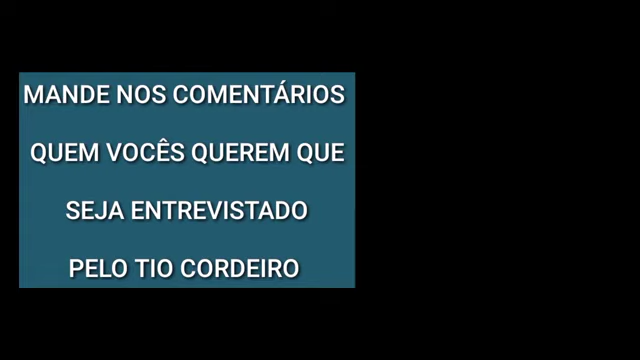 MANDE NOS COMENTÁRIOS
QUEM VOCÊS QUEREM QUE
SEJA ENTREVISTADO
PELO TIO CORDEIRO